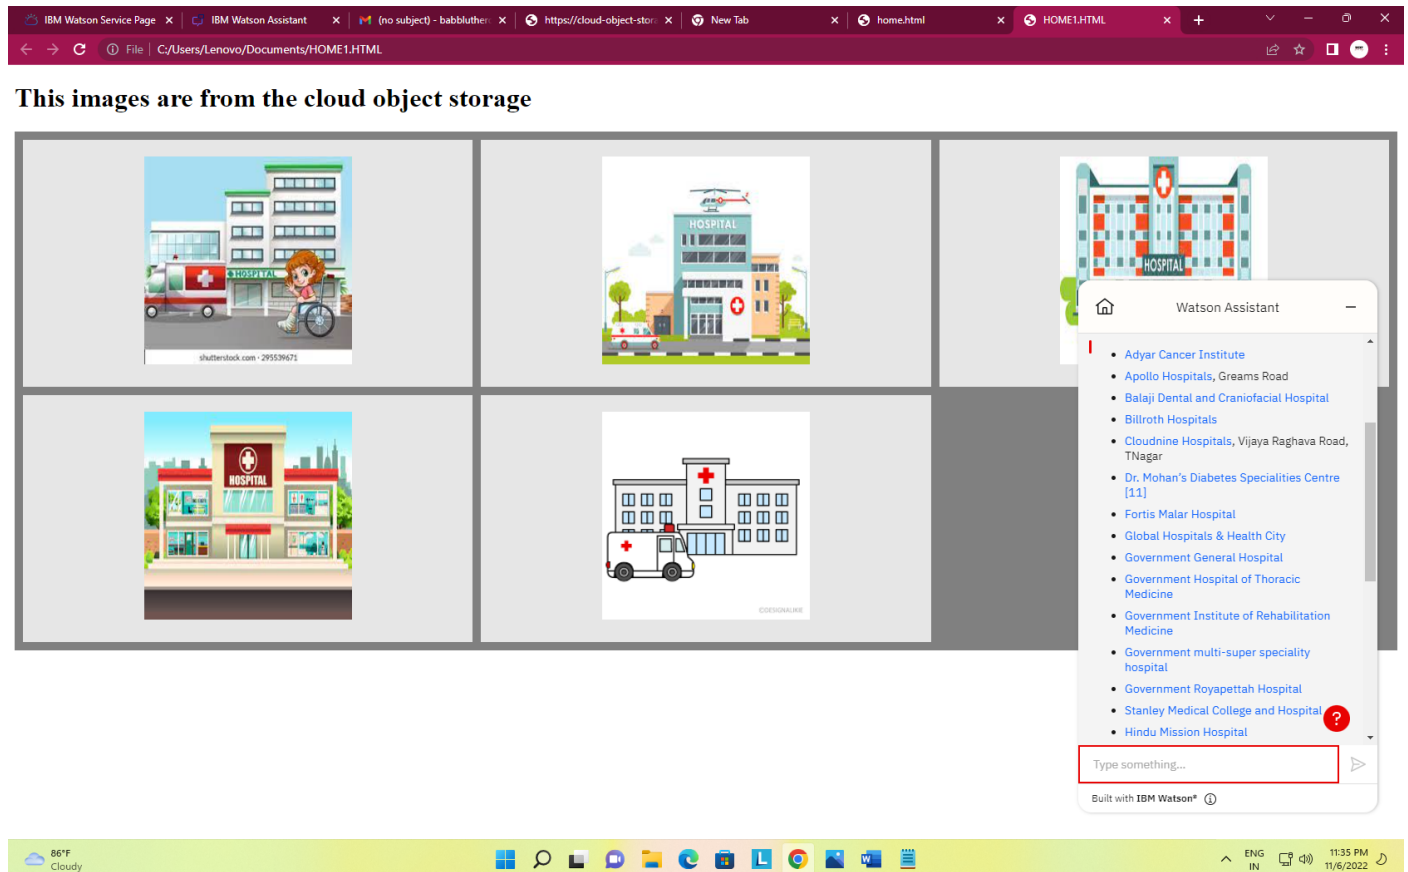 IBM Watson Service Page
IBM Watson Assistant
(no subject) - babbluther
https://cloud-object-stora
New Tab
home.html
HOME1.HTML
File
C:/Users/Lenovo/Documents/HOME1.HTML
This images are from the cloud object storage
HOSPITAL
shutterstock.com · 295539671
HOSPITAL
HOSPITAL
HOSPITAL
©DESIGNALIKIE
Watson Assistant
Adyar Cancer Institute
Apollo Hospitals, Greams Road
Balaji Dental and Craniofacial Hospital
Billroth Hospitals
Cloudnine Hospitals, Vijaya Raghava Road,
TNagar
Dr. Mohan's Diabetes Specialities Centre
[11]
Fortis Malar Hospital
Global Hospitals & Health City
Government General Hospital
Government Hospital of Thoracic
Medicine
Government Institute of Rehabilitation
Medicine
Government multi-super speciality
hospital
Government Royapettah Hospital
Stanley Medical College and Hospital
?
Hindu Mission Hospital
Type something...
Built with IBM Watson®
86°F
Cloudy
ENG
IN
11:35 PM
11/6/2022